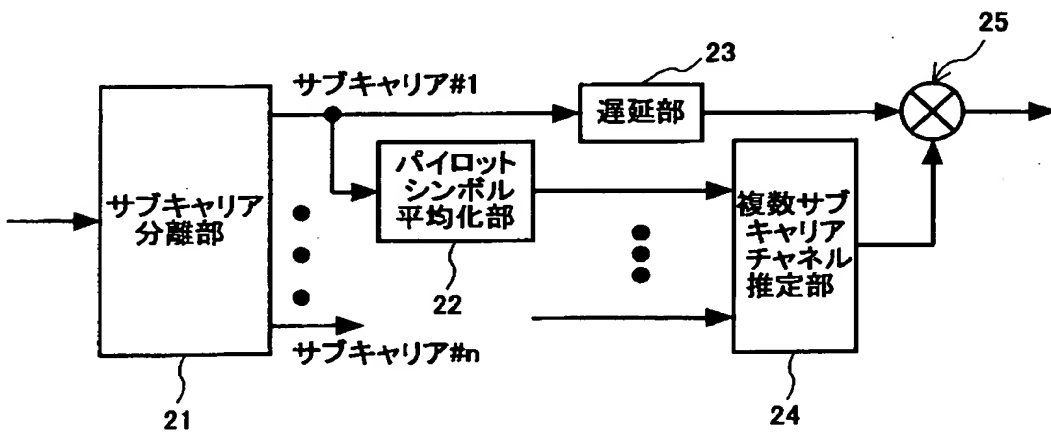 25
23
サブキャリア#1
遅延部
パイロット
シンボル
平均化部
サブキャリア
分離部
複数サブ
キャリア
チャネル
推定部
22
サブキャリア#n
21
24